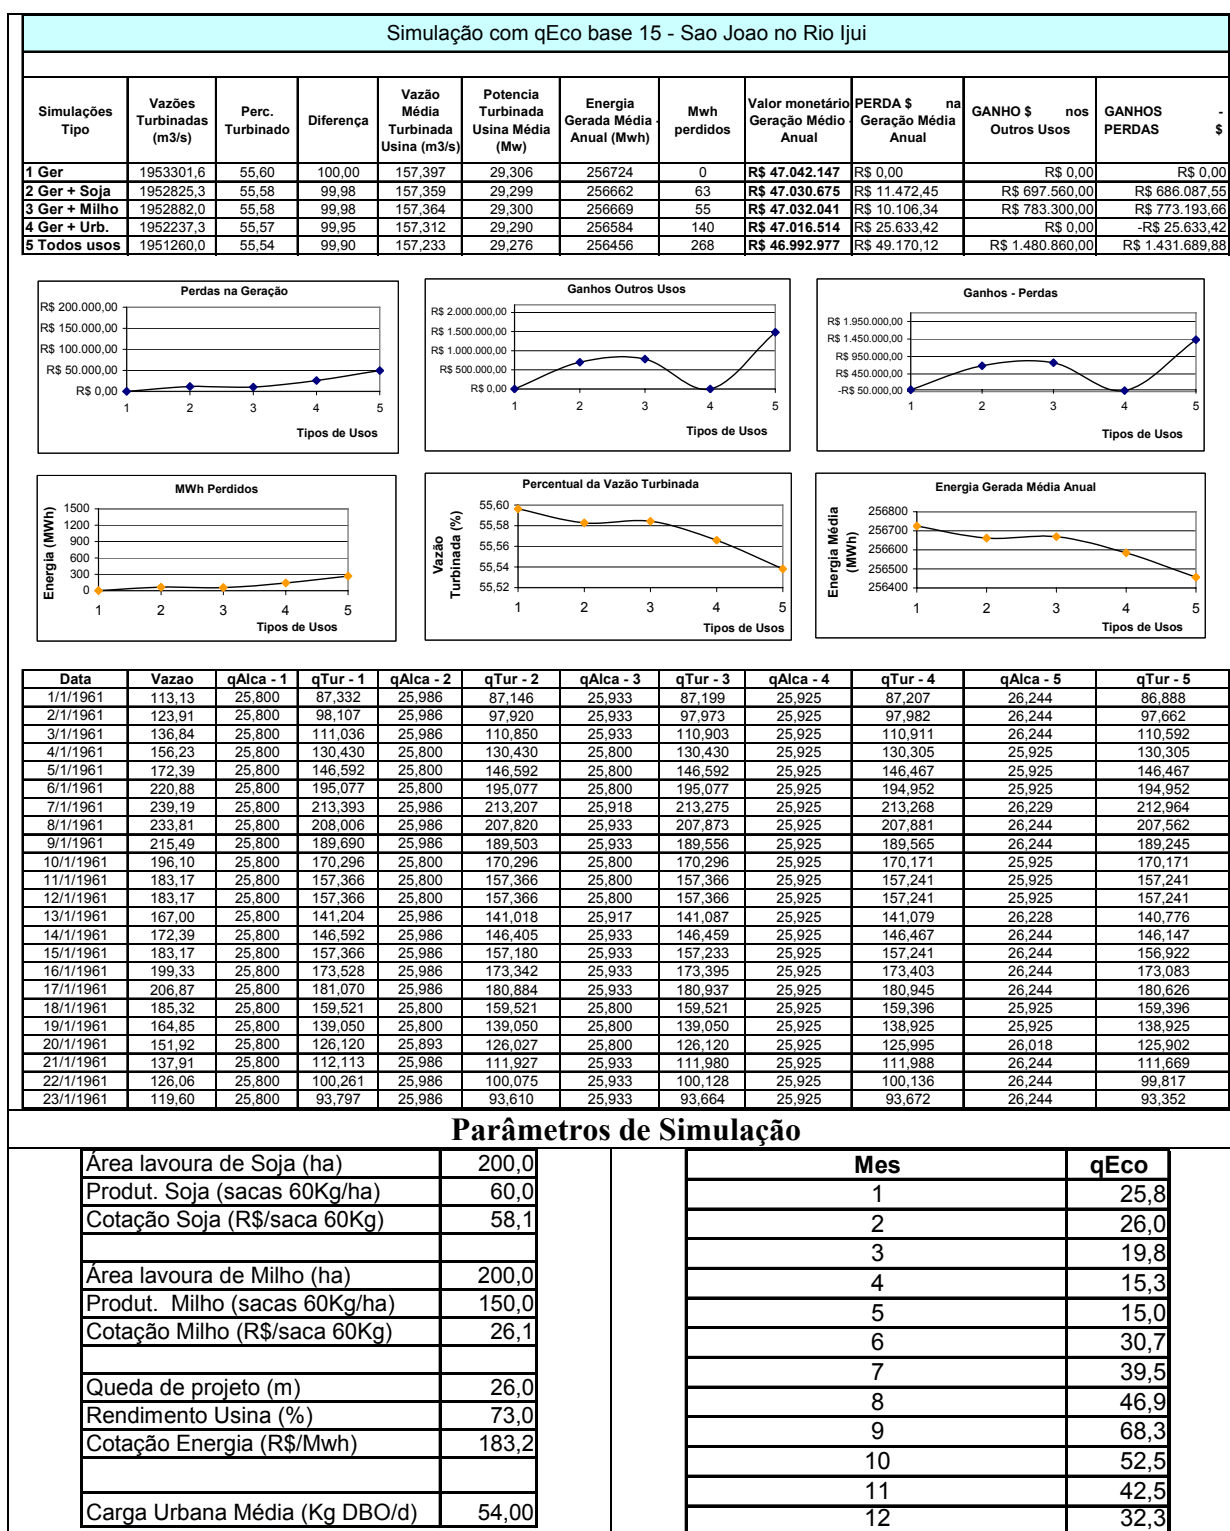 Simulação com qEco base 15 - Sao Joao no Rio Ijui
Simulações Tipo	Vazões Turbinadas (m3/s)	Perc. Turbinado	Diferença	Vazão Média Turbinada Usina (m3/s)	Potencia Turbinada Usina Média (Mw)	Energia Gerada Média - Anual (Mwh)	Mwh perdidos	Valor monetário Geração Médio - Anual	PERDA $ na Geração Média Anual	GANHO $ nos Outros Usos	GANHOS - PERDAS $
1 Ger	1953301,6	55,60	100,00	157,397	29,306	256724	0	R$ 47.042.147	R$ 0,00	R$ 0,00	R$ 0,00
2 Ger + Soja	1952825,3	55,58	99,98	157,359	29,299	256662	63	R$ 47.030.675	R$ 11.472,45	R$ 697.560,00	R$ 686.087,55
3 Ger + Milho	1952882,0	55,58	99,98	157,364	29,300	256669	55	R$ 47.032.041	R$ 10.106,34	R$ 783.300,00	R$ 773.193,66
4 Ger + Urb.	1952237,3	55,57	99,95	157,312	29,290	256584	140	R$ 47.016.514	R$ 25.633,42	R$ 0,00	-R$ 25.633,42
5 Todos usos	1951260,0	55,54	99,90	157,233	29,276	256456	268	R$ 46.992.977	R$ 49.170,12	R$ 1.480.860,00	R$ 1.431.689,88
Perdas na Geração
R$ 200.000,00
R$ 150.000,00
R$ 100.000,00
R$ 50.000,00
R$ 0,00
1 2 3 4 5
Tipos de Usos
Ganhos Outros Usos
R$ 2.000.000,00
R$ 1.500.000,00
R$ 1.000.000,00
R$ 500.000,00
R$ 0,00
1 2 3 4 5
Tipos de Usos
Ganhos - Perdas
R$ 1.950.000,00
R$ 1.450.000,00
R$ 950.000,00
R$ 450.000,00
-R$ 50.000,00
1 2 3 4 5
Tipos de Usos
MWh Perdidos
Energia (MWh)
1500
1200
900
600
300
0
1 2 3 4 5
Tipos de Usos
Percentual da Vazão Turbinada
Vazão Turbinada (%)
55,60
55,58
55,56
55,54
55,52
1 2 3 4 5
Tipos de Usos
Energia Gerada Média Anual
Energia Média (MWh)
256800
256700
256600
256500
256400
1 2 3 4 5
Tipos de Usos
Data	Vazao	qAlca - 1	qTur - 1	qAlca - 2	qTur - 2	qAlca - 3	qTur - 3	qAlca - 4	qTur - 4	qAlca - 5	qTur - 5
1/1/1961	113,13	25,800	87,332	25,986	87,146	25,933	87,199	25,925	87,207	26,244	86,888
2/1/1961	123,91	25,800	98,107	25,986	97,920	25,933	97,973	25,925	97,982	26,244	97,662
3/1/1961	136,84	25,800	111,036	25,986	110,850	25,933	110,903	25,925	110,911	26,244	110,592
4/1/1961	156,23	25,800	130,430	25,800	130,430	25,800	130,430	25,925	130,305	25,925	130,305
5/1/1961	172,39	25,800	146,592	25,800	146,592	25,800	146,592	25,925	146,467	25,925	146,467
6/1/1961	220,88	25,800	195,077	25,800	195,077	25,800	195,077	25,925	194,952	25,925	194,952
7/1/1961	239,19	25,800	213,393	25,986	213,207	25,918	213,275	25,925	213,268	26,229	212,964
8/1/1961	233,81	25,800	208,006	25,986	207,820	25,933	207,873	25,925	207,881	26,244	207,562
9/1/1961	215,49	25,800	189,690	25,986	189,503	25,933	189,556	25,925	189,565	26,244	189,245
10/1/1961	196,10	25,800	170,296	25,800	170,296	25,800	170,296	25,925	170,171	25,925	170,171
11/1/1961	183,17	25,800	157,366	25,800	157,366	25,800	157,366	25,925	157,241	25,925	157,241
12/1/1961	183,17	25,800	157,366	25,800	157,366	25,800	157,366	25,925	157,241	25,925	157,241
13/1/1961	167,00	25,800	141,204	25,986	141,018	25,917	141,087	25,925	141,079	26,228	140,776
14/1/1961	172,39	25,800	146,592	25,986	146,405	25,933	146,459	25,925	146,467	26,244	146,147
15/1/1961	183,17	25,800	157,366	25,986	157,180	25,933	157,233	25,925	157,241	26,244	156,922
16/1/1961	199,33	25,800	173,528	25,986	173,342	25,933	173,395	25,925	173,403	26,244	173,083
17/1/1961	206,87	25,800	181,070	25,986	180,884	25,933	180,937	25,925	180,945	26,244	180,626
18/1/1961	185,32	25,800	159,521	25,800	159,521	25,800	159,521	25,925	159,396	25,925	159,396
19/1/1961	164,85	25,800	139,050	25,800	139,050	25,800	139,050	25,925	138,925	25,925	138,925
20/1/1961	151,92	25,800	126,120	25,893	126,027	25,800	126,120	25,925	125,995	26,018	125,902
21/1/1961	137,91	25,800	112,113	25,986	111,927	25,933	111,980	25,925	111,988	26,244	111,669
22/1/1961	126,06	25,800	100,261	25,986	100,075	25,933	100,128	25,925	100,136	26,244	99,817
23/1/1961	119,60	25,800	93,797	25,986	93,610	25,933	93,664	25,925	93,672	26,244	93,352
Parâmetros de Simulação
Área lavoura de Soja (ha)	200,0
Produt. Soja (sacas 60Kg/ha)	60,0
Cotação Soja (R$/saca 60Kg)	58,1
Área lavoura de Milho (ha)	200,0
Produt. Milho (sacas 60Kg/ha)	150,0
Cotação Milho (R$/saca 60Kg)	26,1
Queda de projeto (m)	26,0
Rendimento Usina (%)	73,0
Cotação Energia (R$/Mwh)	183,2
Carga Urbana Média (Kg DBO/d)	54,00
Mes	qEco
1	25,8
2	26,0
3	19,8
4	15,3
5	15,0
6	30,7
7	39,5
8	46,9
9	68,3
10	52,5
11	42,5
12	32,3